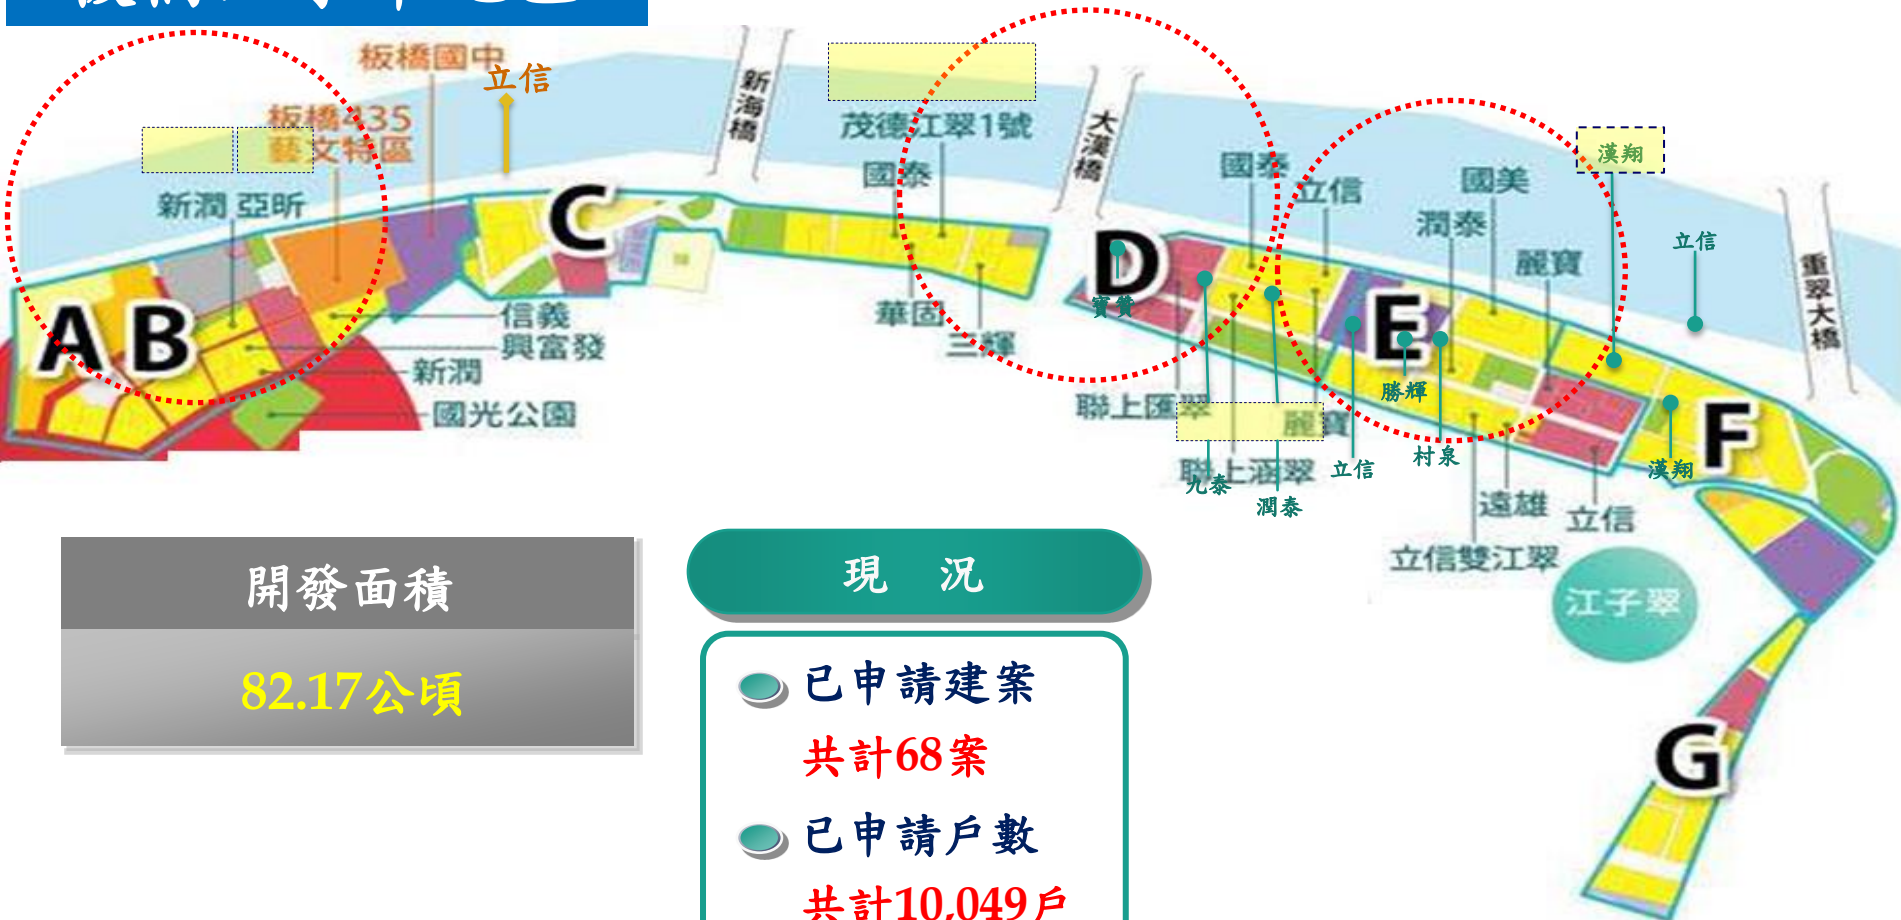 板橋國中
立信
板橋435
藝文特區
新潤 亞昕
新海橋
茂德江翠1號
國泰
大漢橋
國泰
立信
國美
潤泰
麗寶
漢翔
立信
重翠大橋
A
B
C
D
E
F
G
信義
興富發
新潤
國光公園
華固
三輝
寶贊
聯上匯翠
麗寶
聯上涵翠
九泰
潤泰
立信
勝輝
村泉
漢翔
遠雄
立信
立信雙江翠
江子翠
開發面積
82.17公頃
現 況
已申請建案
共計68案
已申請戶數
共計10,049戶